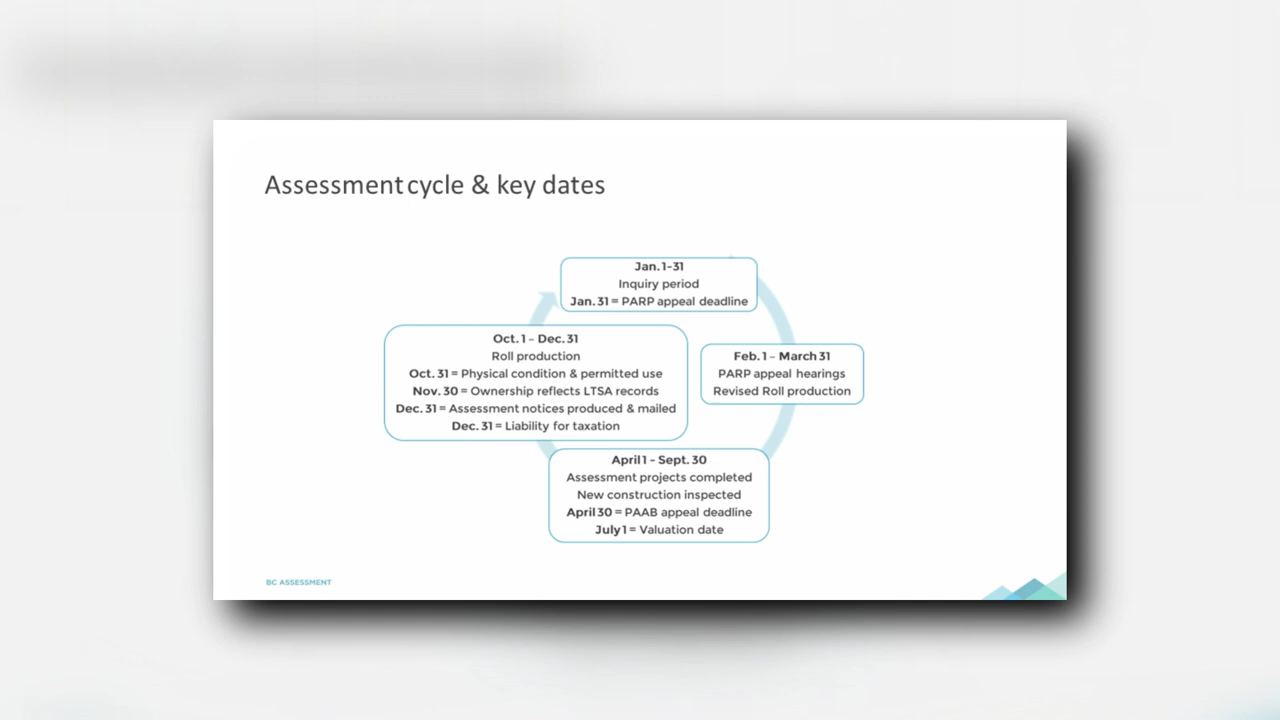 Assessment cycle & key dates
Jan. 1-31
Inquiry period
Jan. 31 = PARP appeal deadline
Oct. 1 – Dec. 31
Roll production
Oct. 31 = Physical condition & permitted use
Nov. 30 = Ownership reflects LTSA records
Dec. 31 = Assessment notices produced & mailed
Dec. 31 = Liability for taxation
Feb. 1 – March 31
PARP appeal hearings
Revised Roll production
April 1 – Sept. 30
Assessment projects completed
New construction inspected
April 30 = PAAB appeal deadline
July 1 = Valuation date
BC ASSESSMENT